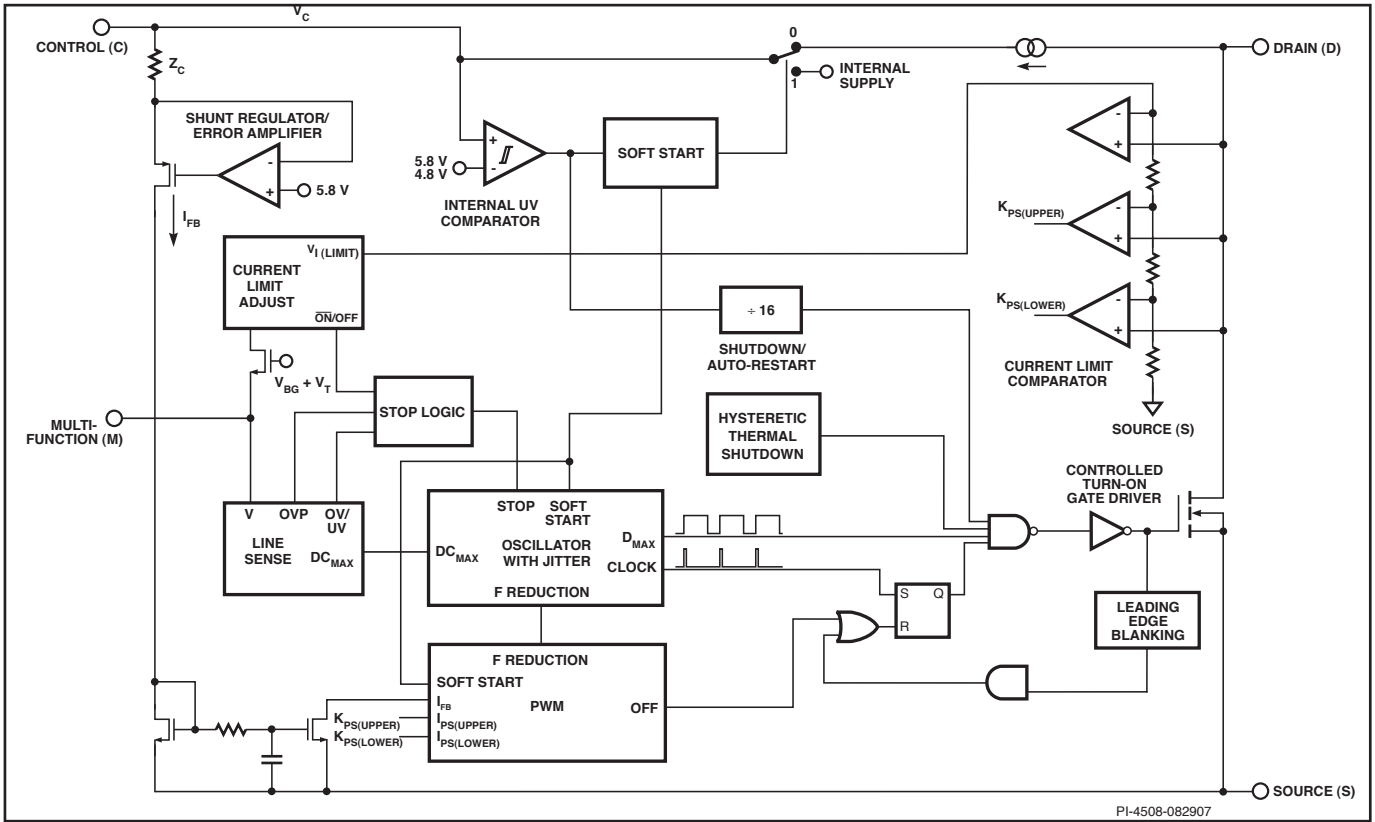 V_C
CONTROL (C)
Z_C
0
1
INTERNAL
SUPPLY
DRAIN (D)
SHUNT REGULATOR/
ERROR AMPLIFIER
-
+
5.8 V
I_FB
+
-
5.8 V
4.8 V
INTERNAL UV
COMPARATOR
SOFT START
-
+
K_PS(UPPER)
-
+
K_PS(LOWER)
-
+
CURRENT LIMIT
COMPARATOR
SOURCE (S)
V_I (LIMIT)
CURRENT
LIMIT
ADJUST
O̅N̅/OFF
V_BG + V_T
÷ 16
SHUTDOWN/
AUTO-RESTART
STOP LOGIC
MULTI-
FUNCTION (M)
HYSTERETIC
THERMAL
SHUTDOWN
CONTROLLED
TURN-ON
GATE DRIVER
V
OVP
OV/
UV
LINE
SENSE
DC_MAX
STOP
SOFT
START
DC_MAX
OSCILLATOR
WITH JITTER
D_MAX
CLOCK
F REDUCTION
S
Q
R
LEADING
EDGE
BLANKING
F REDUCTION
SOFT START
I_FB
PWM
OFF
K_PS(UPPER)
I_PS(UPPER)
K_PS(LOWER)
I_PS(LOWER)
SOURCE (S)
PI-4508-082907